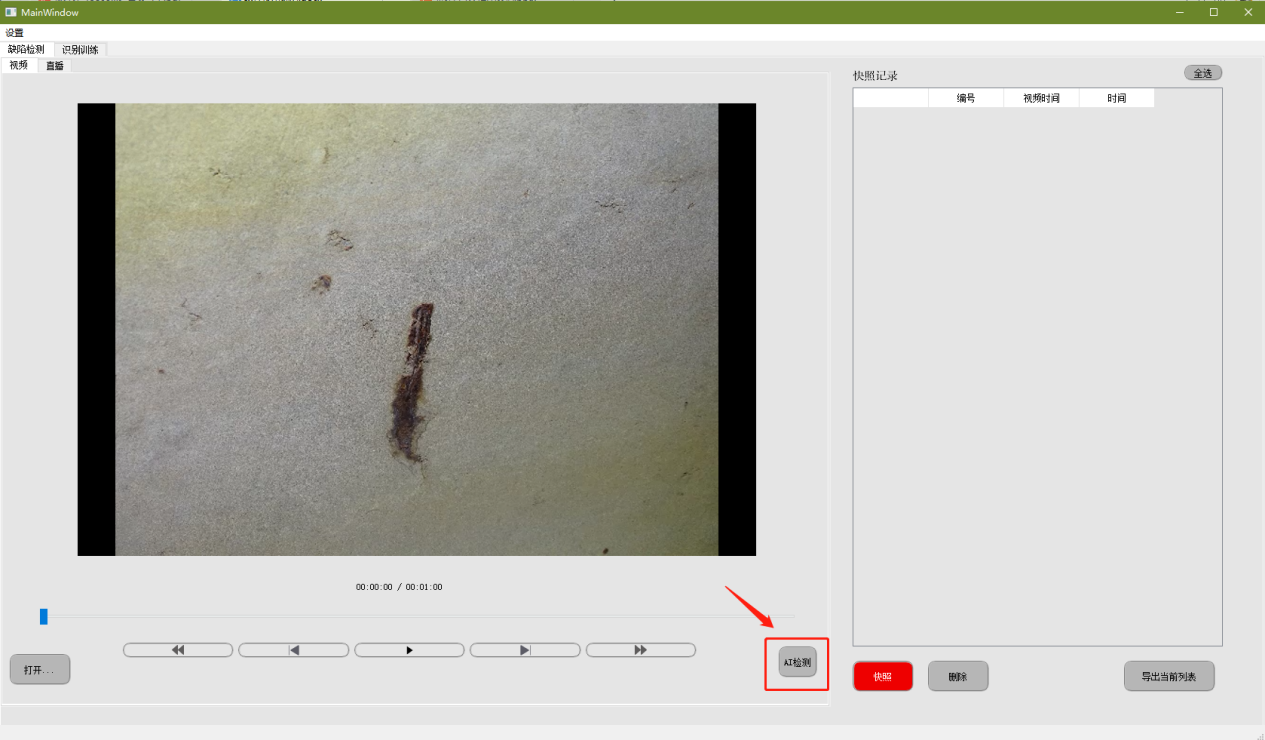 MainWindow
设置
缺陷检测 识别训练
视频 直播
快照记录 全选
编号 视频时间 时间
00:00:00 / 00:01:00
打开...
AI检测
快照 删除 导出当前列表